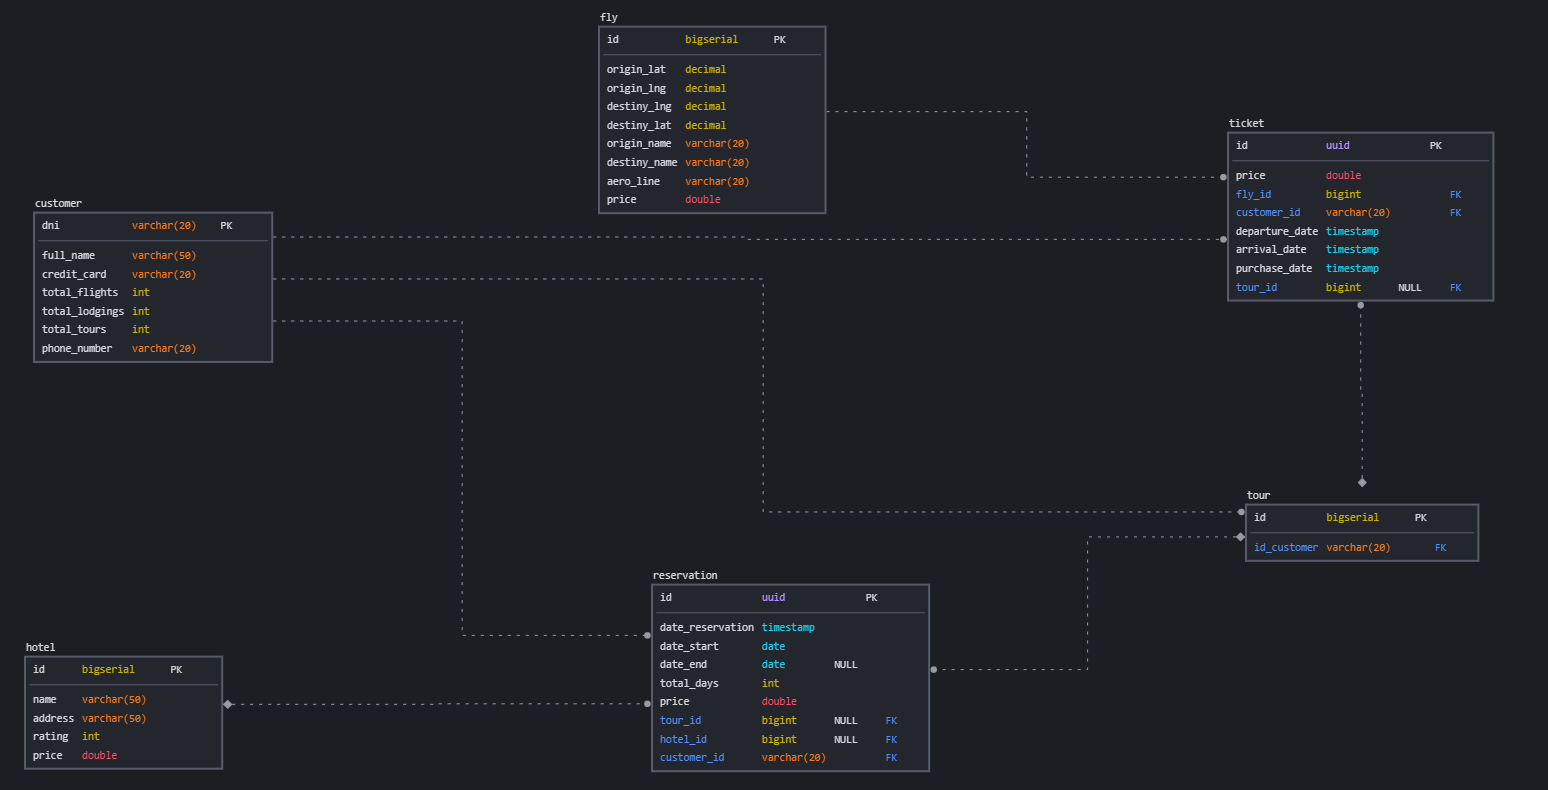 fly
id bigserial PK
origin_lat decimal
origin_lng decimal
destiny_lng decimal
destiny_lat decimal
origin_name varchar(20)
destiny_name varchar(20)
aero_line varchar(20)
price double
ticket
id uuid PK
price double
fly_id bigint FK
customer_id varchar(20) FK
departure_date timestamp
arrival_date timestamp
purchase_date timestamp
tour_id bigint NULL FK
customer
dni varchar(20) PK
full_name varchar(50)
credit_card varchar(20)
total_flights int
total_lodgings int
total_tours int
phone_number varchar(20)
tour
id bigserial PK
id_customer varchar(20) FK
reservation
id uuid PK
date_reservation timestamp
date_start date
date_end date NULL
total_days int
price double
tour_id bigint NULL FK
hotel_id bigint NULL FK
customer_id varchar(20) FK
hotel
id bigserial PK
name varchar(50)
address varchar(50)
rating int
price double